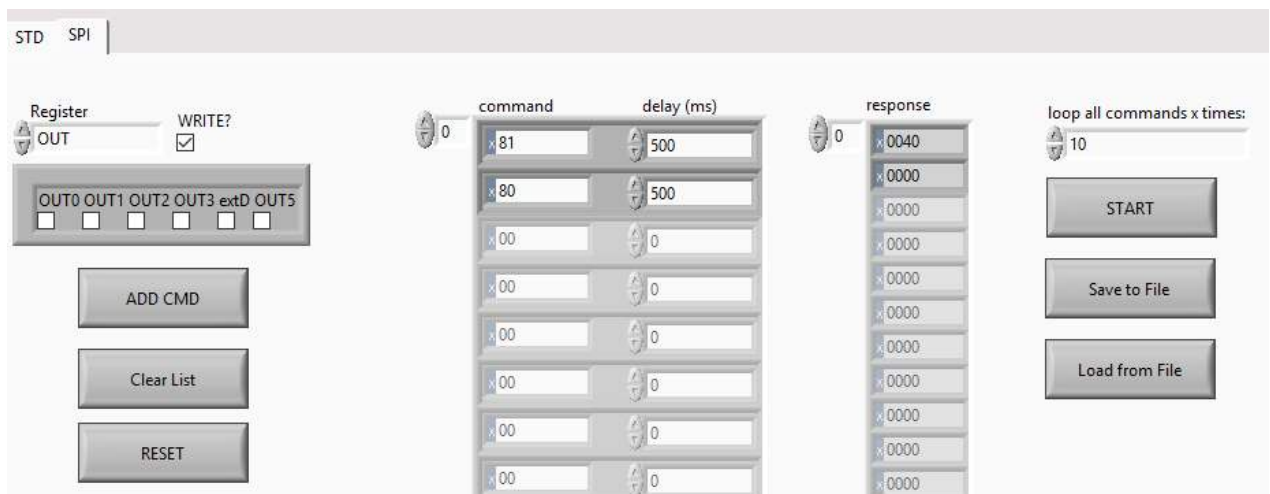 STD SPI
Register
WRITE?
OUT
OUT0 OUT1 OUT2 OUT3 extD OUT5
ADD CMD
Clear List
RESET
command delay (ms)
0
x 81 500
x 80 500
x 00 0
x 00 0
x 00 0
x 00 0
x 00 0
x 00 0
response
0
x 0040
x 0000
x 0000
x 0000
x 0000
x 0000
x 0000
x 0000
x 0000
x 0000
x 0000
loop all commands x times:
10
START
Save to File
Load from File